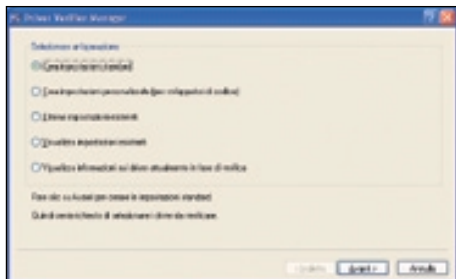 Driver Verifier Manager
Selezionare un'operazione
Crea impostazioni standard
Crea impostazioni personalizzate (per sviluppatori di codice)
Elimina impostazioni esistenti
Visualizza impostazioni esistenti
Visualizza informazioni sui driver attualmente in fase di verifica
Fare clic su Avanti per creare le impostazioni standard.
Quindi verrà richiesto di selezionare i driver da verificare.
< Indietro
Avanti >
Annulla